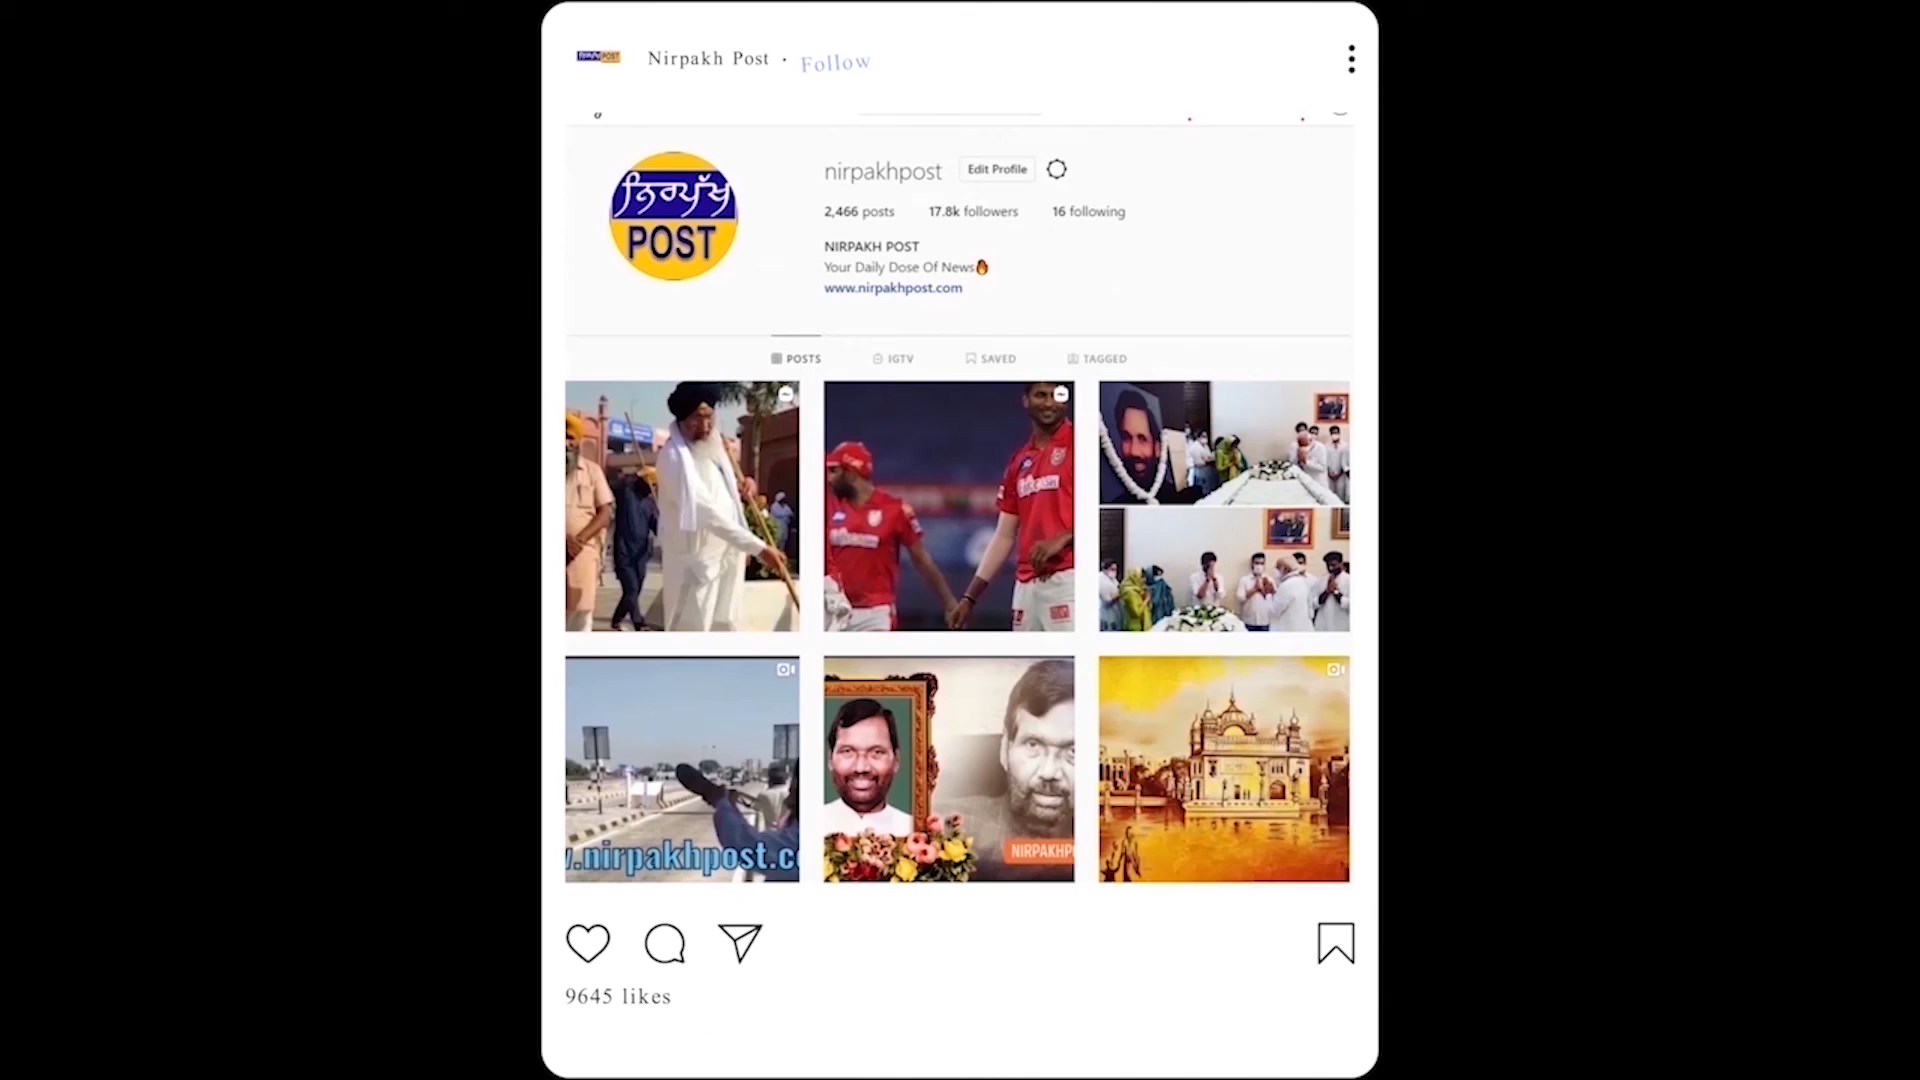 Nirpakh Post · Follow
ਨਿਰਪੱਖ
POST
nirpakhpost Edit Profile
2,466 posts 17.8k followers 16 following
NIRPAKH POST
Your Daily Dose Of News🔥
www.nirpakhpost.com
POSTS IGTV SAVED TAGGED
.nirpakhpost.c
NIRPAKHP
9645 likes